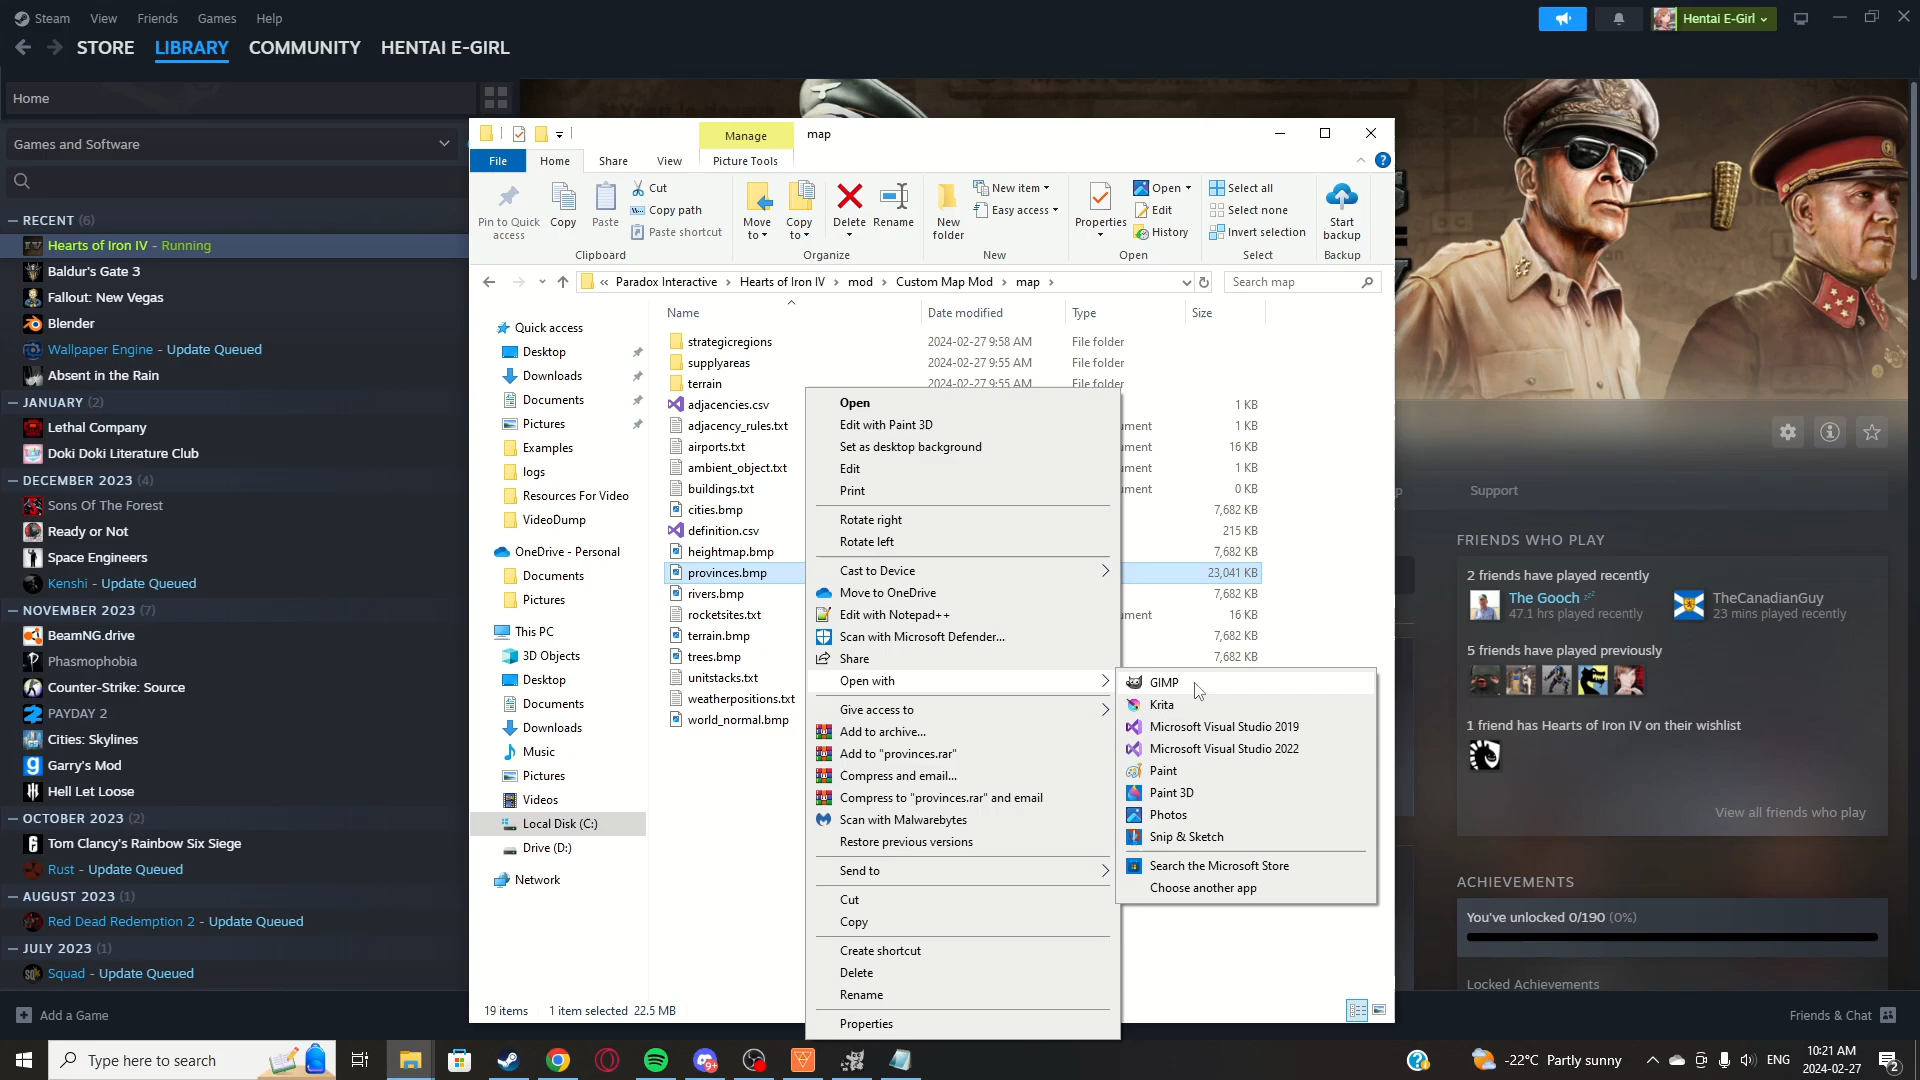 Steam View Friends Games Help
Hentai E-Girl
STORE LIBRARY COMMUNITY HENTAI E-GIRL
Home
Games and Software
RECENT (6)
Hearts of Iron IV - Running
Baldur's Gate 3
Fallout: New Vegas
Blender
Wallpaper Engine - Update Queued
Absent in the Rain
JANUARY (2)
Lethal Company
Doki Doki Literature Club
DECEMBER 2023 (4)
Sons Of The Forest
Ready or Not
Space Engineers
Kenshi - Update Queued
NOVEMBER 2023 (7)
BeamNG.drive
Phasmophobia
Counter-Strike: Source
PAYDAY 2
Cities: Skylines
Garry's Mod
Hell Let Loose
OCTOBER 2023 (2)
Tom Clancy's Rainbow Six Siege
Rust - Update Queued
AUGUST 2023 (1)
Red Dead Redemption 2 - Update Queued
JULY 2023 (1)
Squad - Update Queued
Add a Game
Manage map
File Home Share View Picture Tools
Pin to Quick access
Copy
Paste
Cut
Copy path
Paste shortcut
Clipboard
Move to
Copy to
Delete
Rename
Organize
New folder
New item
Easy access
New
Properties
Open
Edit
History
Open
Select all
Select none
Invert selection
Select
Start backup
Backup
« Paradox Interactive › Hearts of Iron IV › mod › Custom Map Mod › map ›
Search map
Name Date modified Type Size
Quick access
Desktop
Downloads
Documents
Pictures
Examples
logs
Resources For Video
VideoDump
OneDrive - Personal
Documents
Pictures
This PC
3D Objects
Desktop
Documents
Downloads
Music
Pictures
Videos
Local Disk (C:)
Drive (D:)
Network
strategicregions 2024-02-27 9:58 AM File folder
supplyareas 2024-02-27 9:55 AM File folder
terrain 2024-02-27 9:55 AM File folder
adjacencies.csv 1 KB
adjacency_rules.txt ument 1 KB
airports.txt ument 16 KB
ambient_object.txt ument 1 KB
buildings.txt ument 0 KB
cities.bmp 7,682 KB
definition.csv 215 KB
heightmap.bmp 7,682 KB
provinces.bmp 23,041 KB
rivers.bmp 7,682 KB
rocketsites.txt ument 16 KB
terrain.bmp 7,682 KB
trees.bmp 7,682 KB
unitstacks.txt
weatherpositions.txt
world_normal.bmp
Open
Edit with Paint 3D
Set as desktop background
Edit
Print
Rotate right
Rotate left
Cast to Device
Move to OneDrive
Edit with Notepad++
Scan with Microsoft Defender...
Share
Open with
Give access to
Add to archive...
Add to "provinces.rar"
Compress and email...
Compress to "provinces.rar" and email
Scan with Malwarebytes
Restore previous versions
Send to
Cut
Copy
Create shortcut
Delete
Rename
Properties
GIMP
Krita
Microsoft Visual Studio 2019
Microsoft Visual Studio 2022
Paint
Paint 3D
Photos
Snip & Sketch
Search the Microsoft Store
Choose another app
19 items 1 item selected 22.5 MB
Support
FRIENDS WHO PLAY
2 friends have played recently
The Gooch zzz
47.1 hrs played recently
TheCanadianGuy
23 mins played recently
5 friends have played previously
1 friend has Hearts of Iron IV on their wishlist
View all friends who play
ACHIEVEMENTS
You've unlocked 0/190 (0%)
Locked Achievements
Friends & Chat
Type here to search
9+
-22°C Partly sunny
ENG
10:21 AM
2024-02-27
2